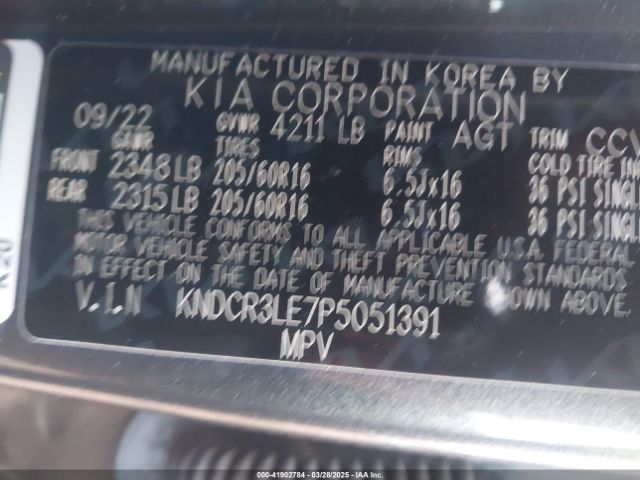 MANUFACTURED IN KOREA BY
KIA CORPORATION
09/22 GVWR 4211 LB PAINT AGT TRIM CCV
GAWR TIRES RIMS COLD TIRE IN
FRONT 2348 LB 205/60R16 6.5Jx16 36 PSI SINGLE
REAR 2315 LB 205/60R16 6.5Jx16 36 PSI SINGLE
THIS VEHICLE CONFORMS TO ALL APPLICABLE U.S.A. FEDERAL
MOTOR VEHICLE SAFETY AND THEFT PREVENTION STANDARDS
IN EFFECT ON THE DATE OF MANUFACTURE SHOWN ABOVE.
V.I.N KNDCR3LE7P5051391
MPV
000-41902784 | 03/28/2025 | IAA Inc.